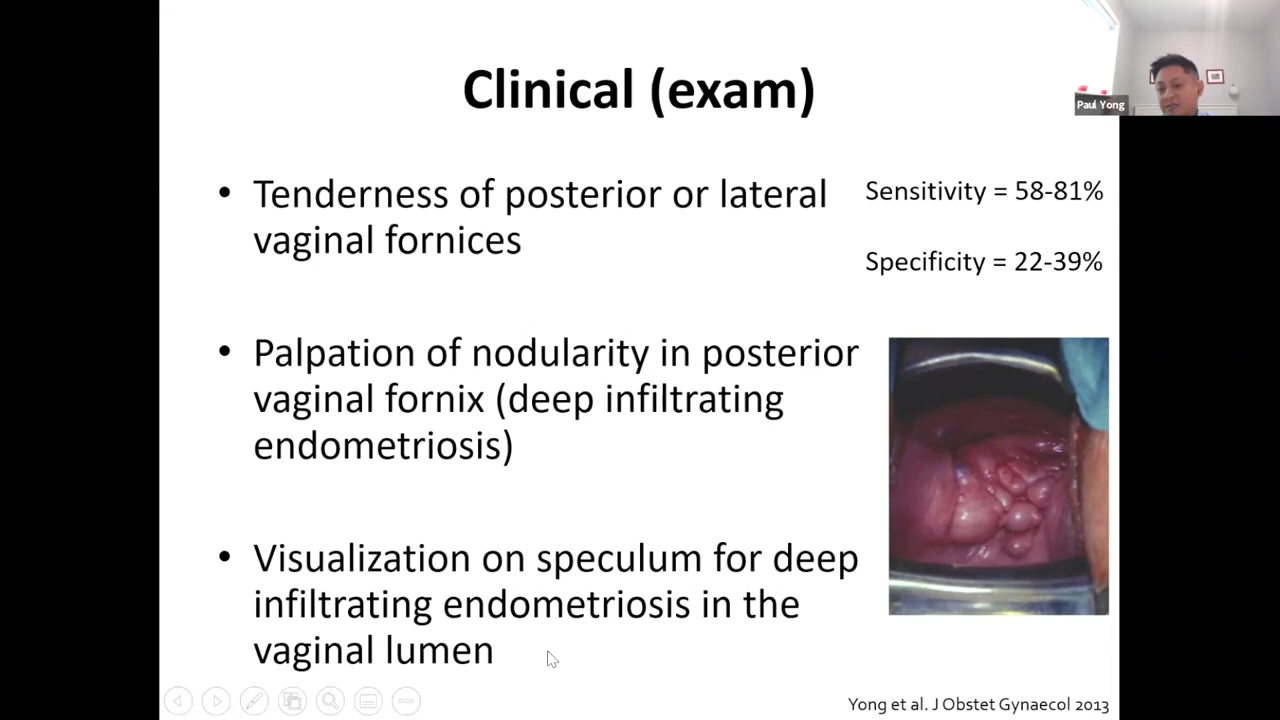 Clinical (exam)
Paul Yong
• Tenderness of posterior or lateral
vaginal fornices
Sensitivity = 58-81%
Specificity = 22-39%
• Palpation of nodularity in posterior
vaginal fornix (deep infiltrating
endometriosis)
• Visualization on speculum for deep
infiltrating endometriosis in the
vaginal lumen
Yong et al. J Obstet Gynaecol 2013